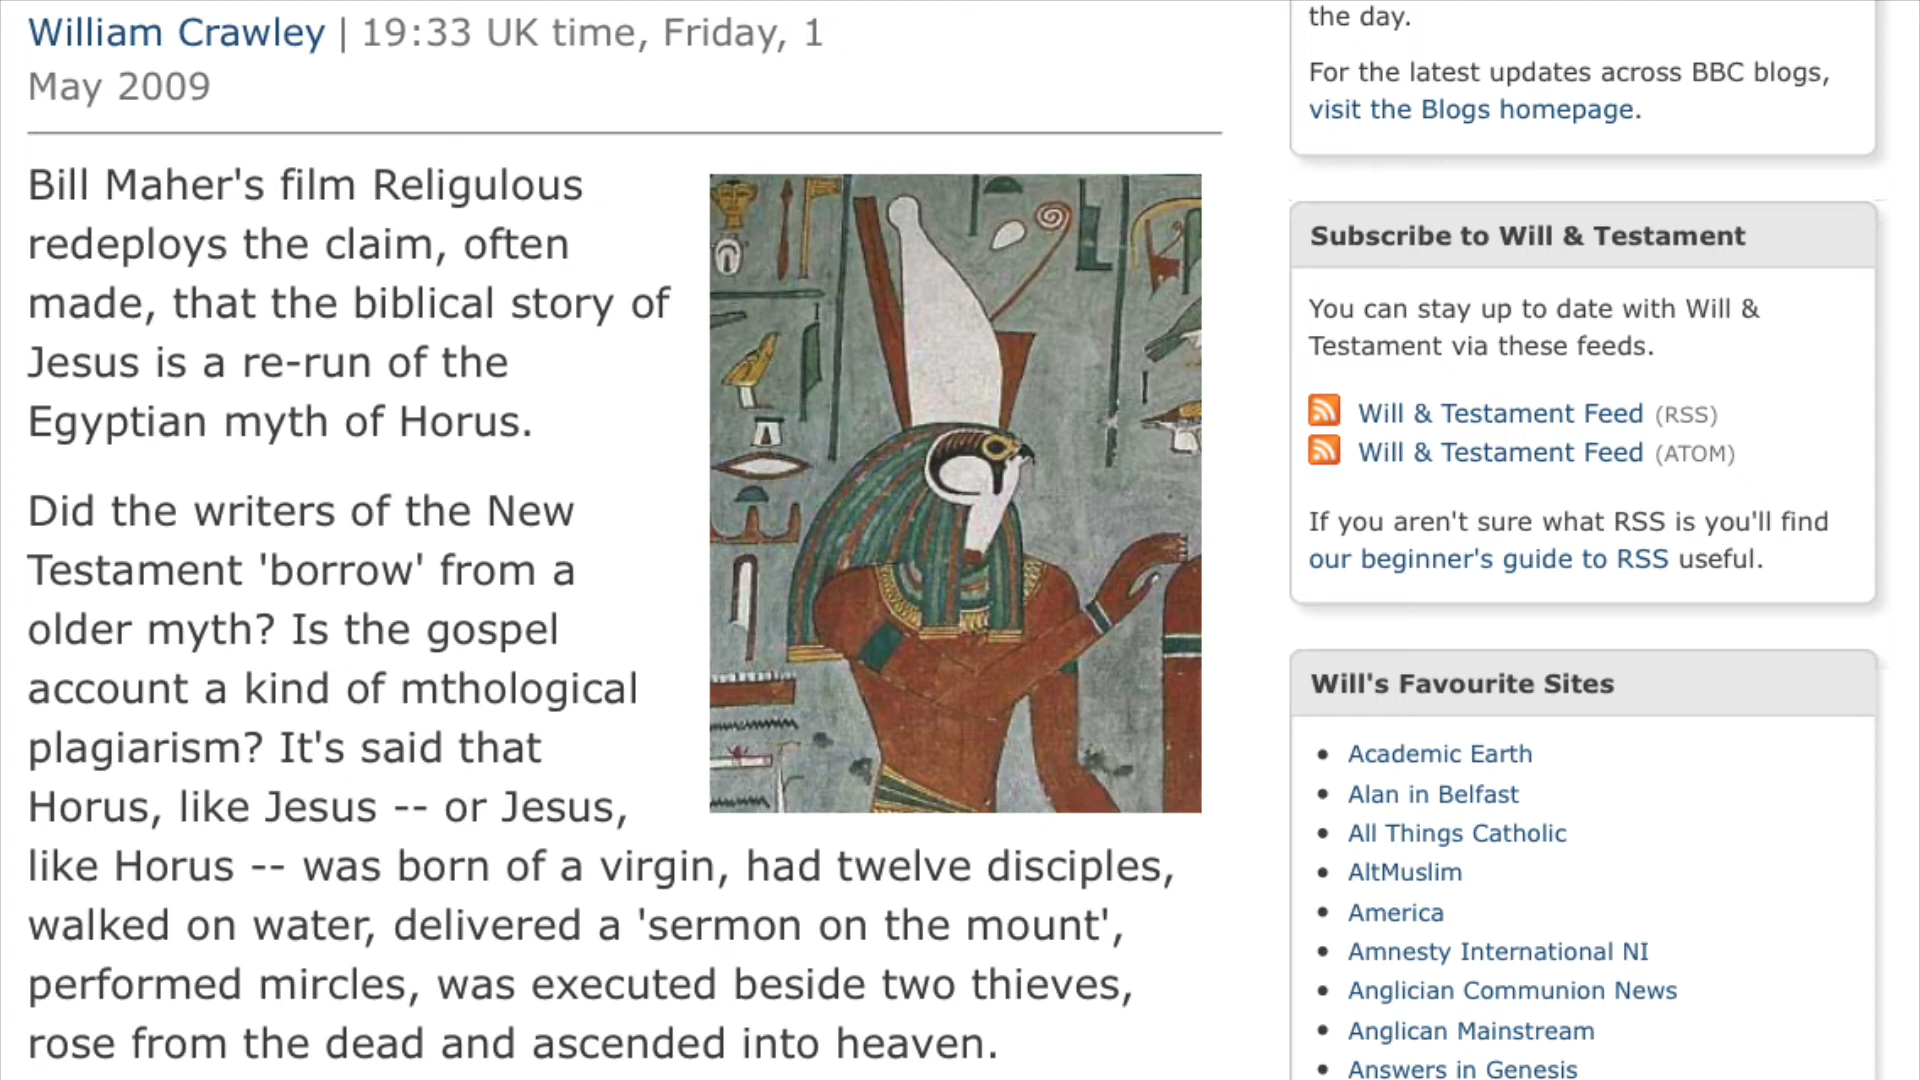 William Crawley | 19:33 UK time, Friday, 1
May 2009
Bill Maher's film Religulous
redeploys the claim, often
made, that the biblical story of
Jesus is a re-run of the
Egyptian myth of Horus.
Did the writers of the New
Testament 'borrow' from a
older myth? Is the gospel
account a kind of mthological
plagiarism? It's said that
Horus, like Jesus -- or Jesus,
like Horus -- was born of a virgin, had twelve disciples,
walked on water, delivered a 'sermon on the mount',
performed mircles, was executed beside two thieves,
rose from the dead and ascended into heaven.
the day.
For the latest updates across BBC blogs,
visit the Blogs homepage.
Subscribe to Will & Testament
You can stay up to date with Will &
Testament via these feeds.
Will & Testament Feed (RSS)
Will & Testament Feed (ATOM)
If you aren't sure what RSS is you'll find
our beginner's guide to RSS useful.
Will's Favourite Sites
• Academic Earth
• Alan in Belfast
• All Things Catholic
• AltMuslim
• America
• Amnesty International NI
• Anglician Communion News
• Anglican Mainstream
• Answers in Genesis